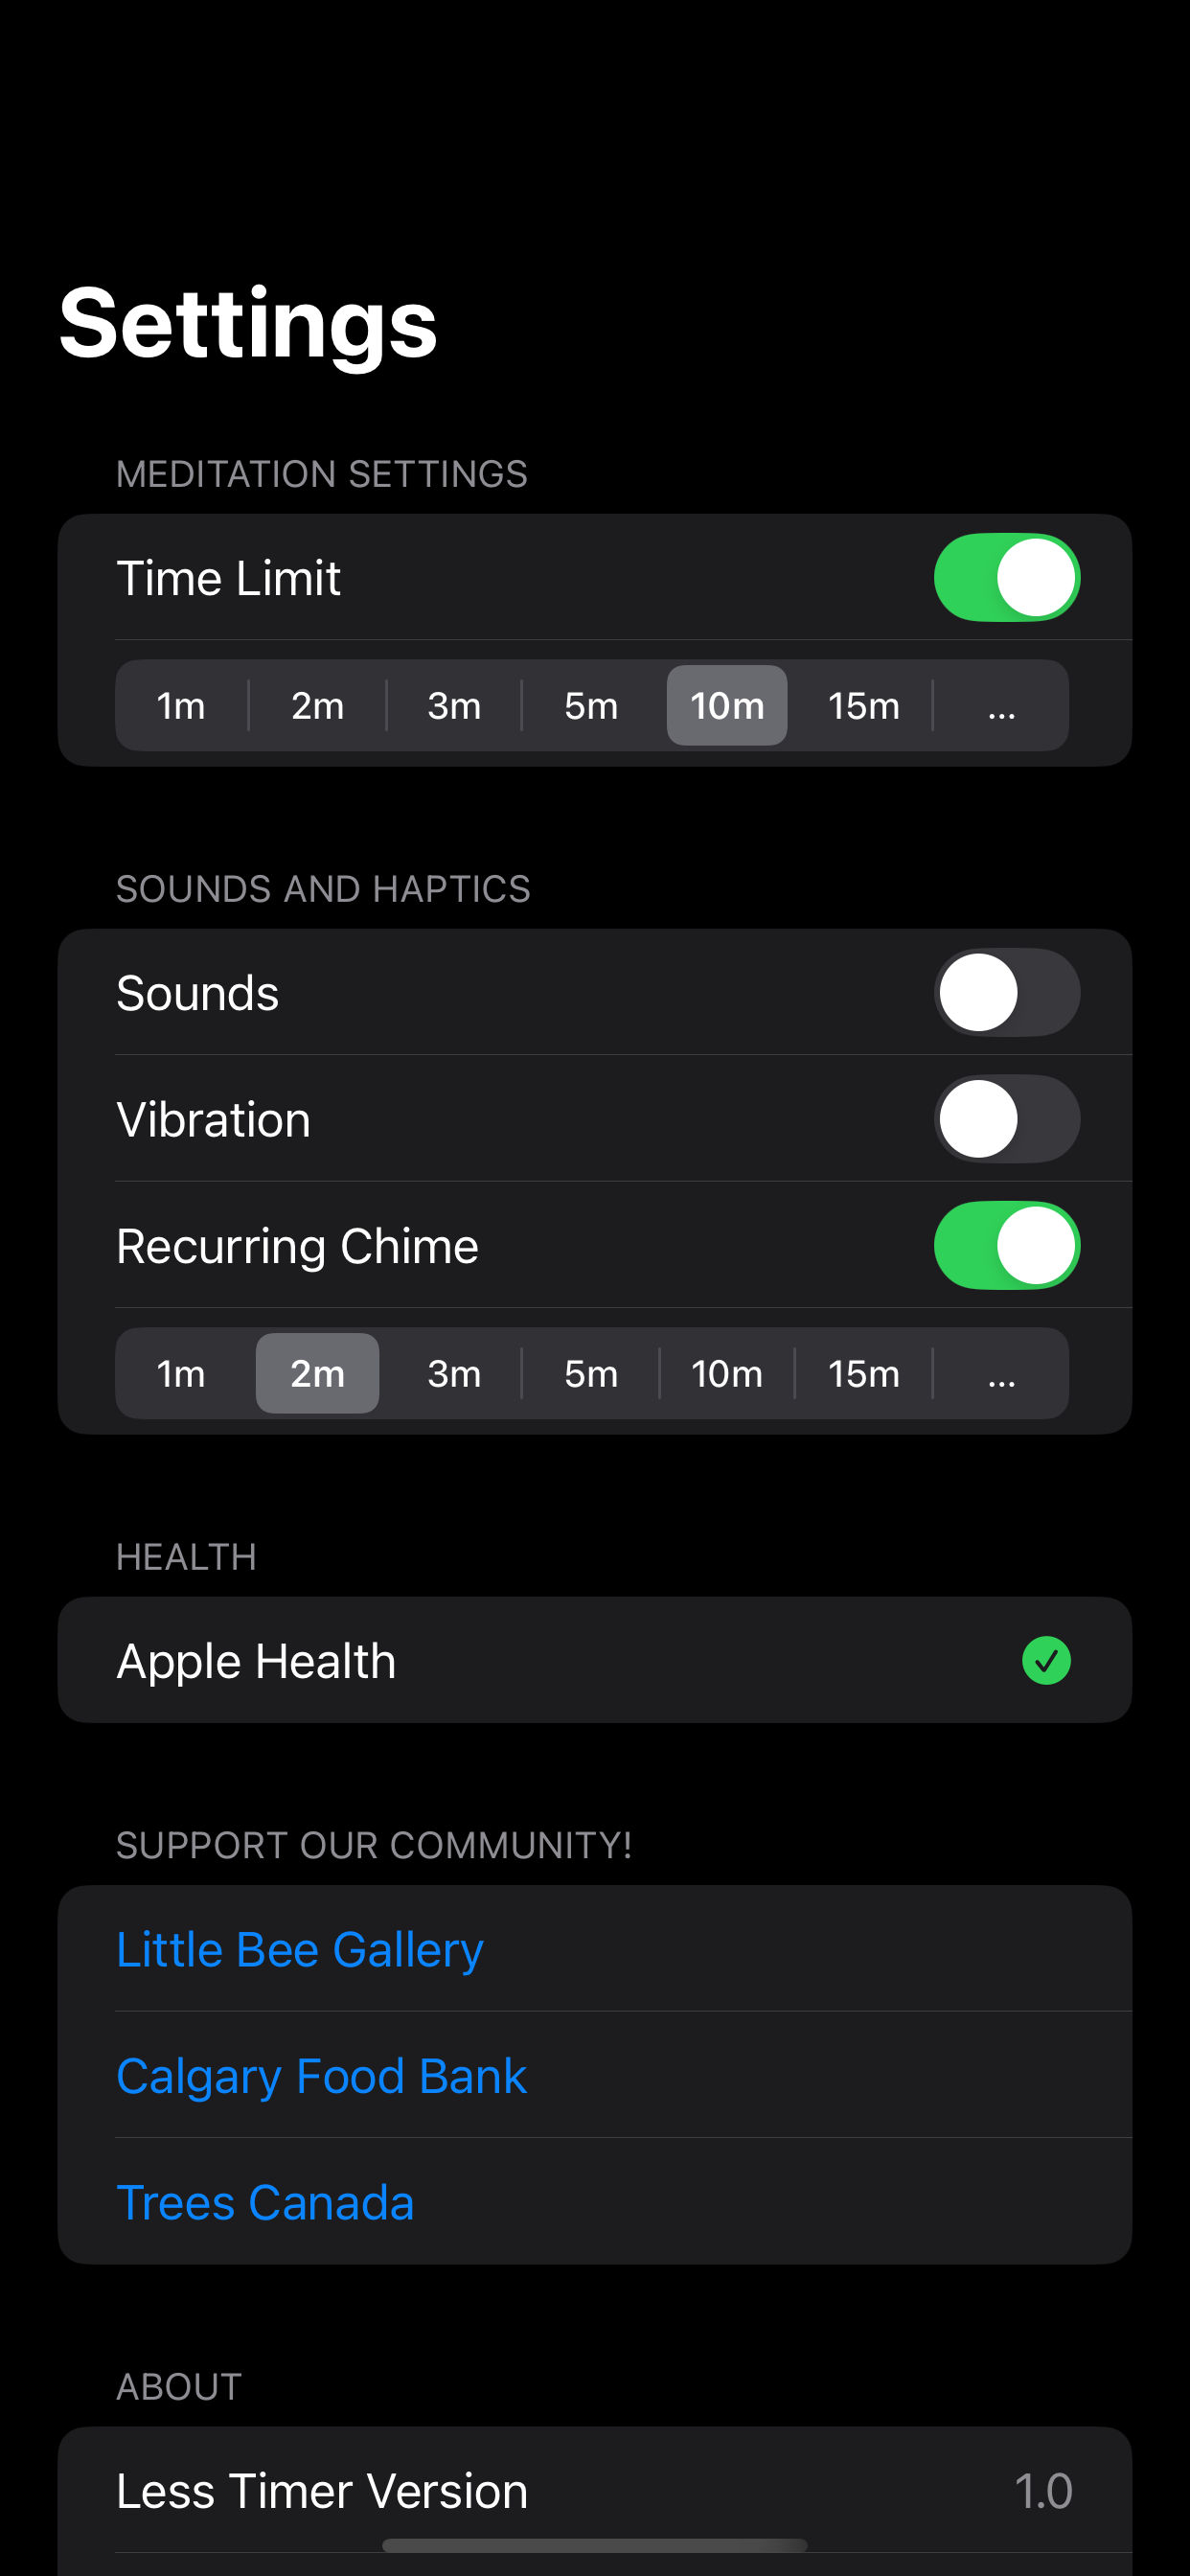 Settings
MEDITATION SETTINGS
Time Limit
1m 2m 3m 5m 10m 15m ...
SOUNDS AND HAPTICS
Sounds
Vibration
Recurring Chime
1m 2m 3m 5m 10m 15m ...
HEALTH
Apple Health
SUPPORT OUR COMMUNITY!
Little Bee Gallery
Calgary Food Bank
Trees Canada
ABOUT
Less Timer Version 1.0